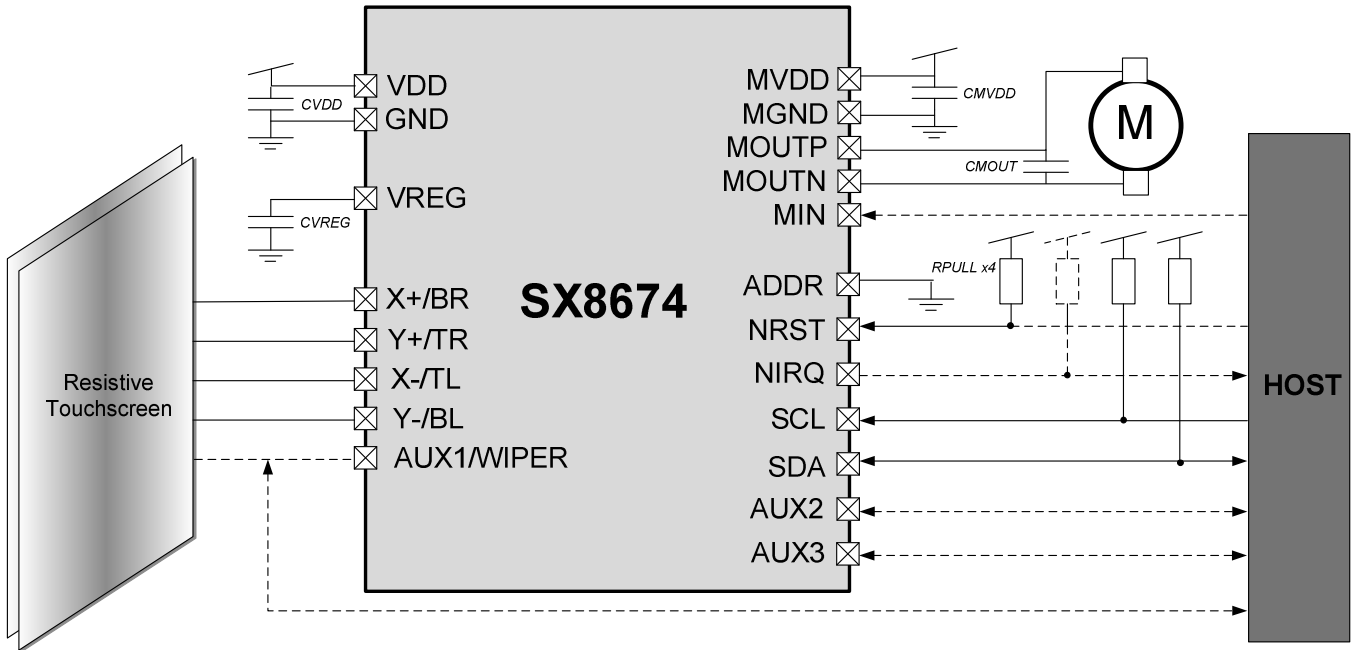 VDD
CVDD
GND
VREG
CVREG
X+/BR
Y+/TR
X-/TL
Y-/BL
AUX1/WIPER
Resistive
Touchscreen
SX8674
MVDD
MGND
MOUTP
MOUTN
MIN
ADDR
NRST
NIRQ
SCL
SDA
AUX2
AUX3
CMVDD
CMOUT
M
RPULL x4
HOST